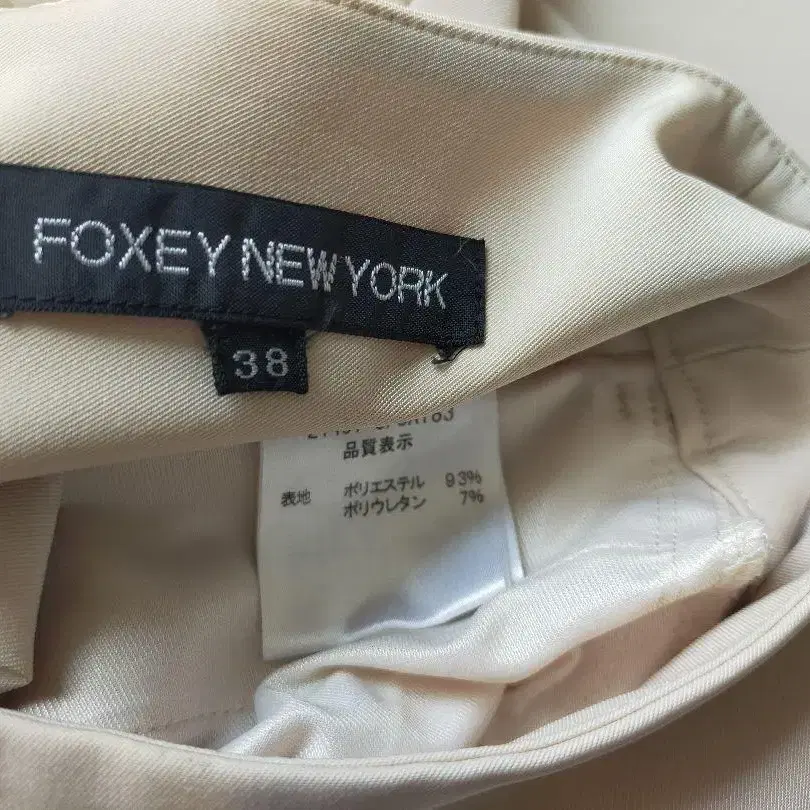 FOXEY NEW YORK
38
品質表示
表地 ポリエステル 93%
ポリウレタン 7%